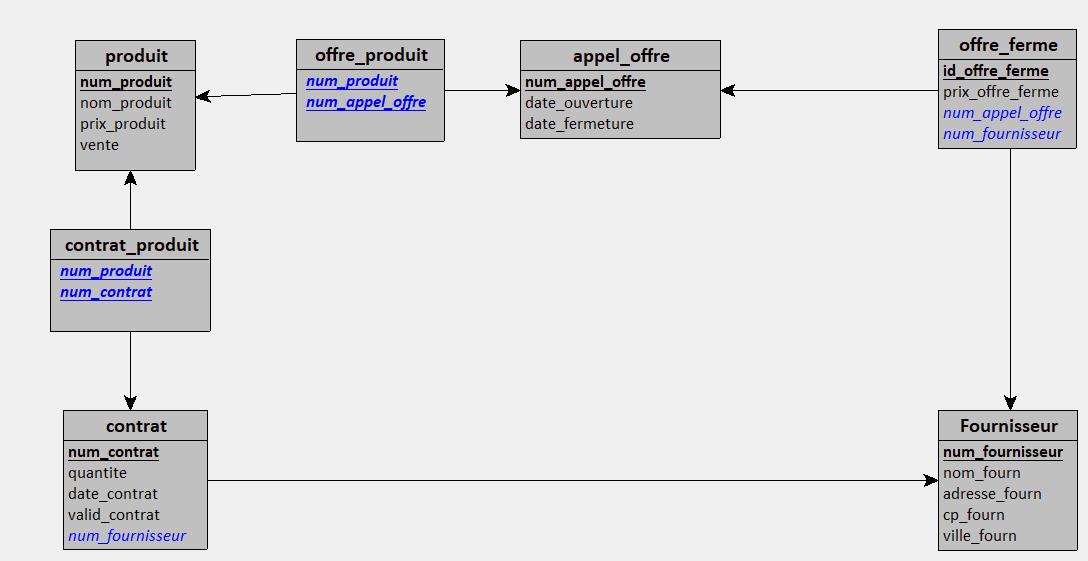 produit
num_produit
nom_produit
prix_produit
vente
offre_produit
num_produit
num_appel_offre
appel_offre
num_appel_offre
date_ouverture
date_fermeture
offre_ferme
id_offre_ferme
prix_offre_ferme
num_appel_offre
num_fournisseur
contrat_produit
num_produit
num_contrat
contrat
num_contrat
quantite
date_contrat
valid_contrat
num_fournisseur
Fournisseur
num_fournisseur
nom_fourn
adresse_fourn
cp_fourn
ville_fourn